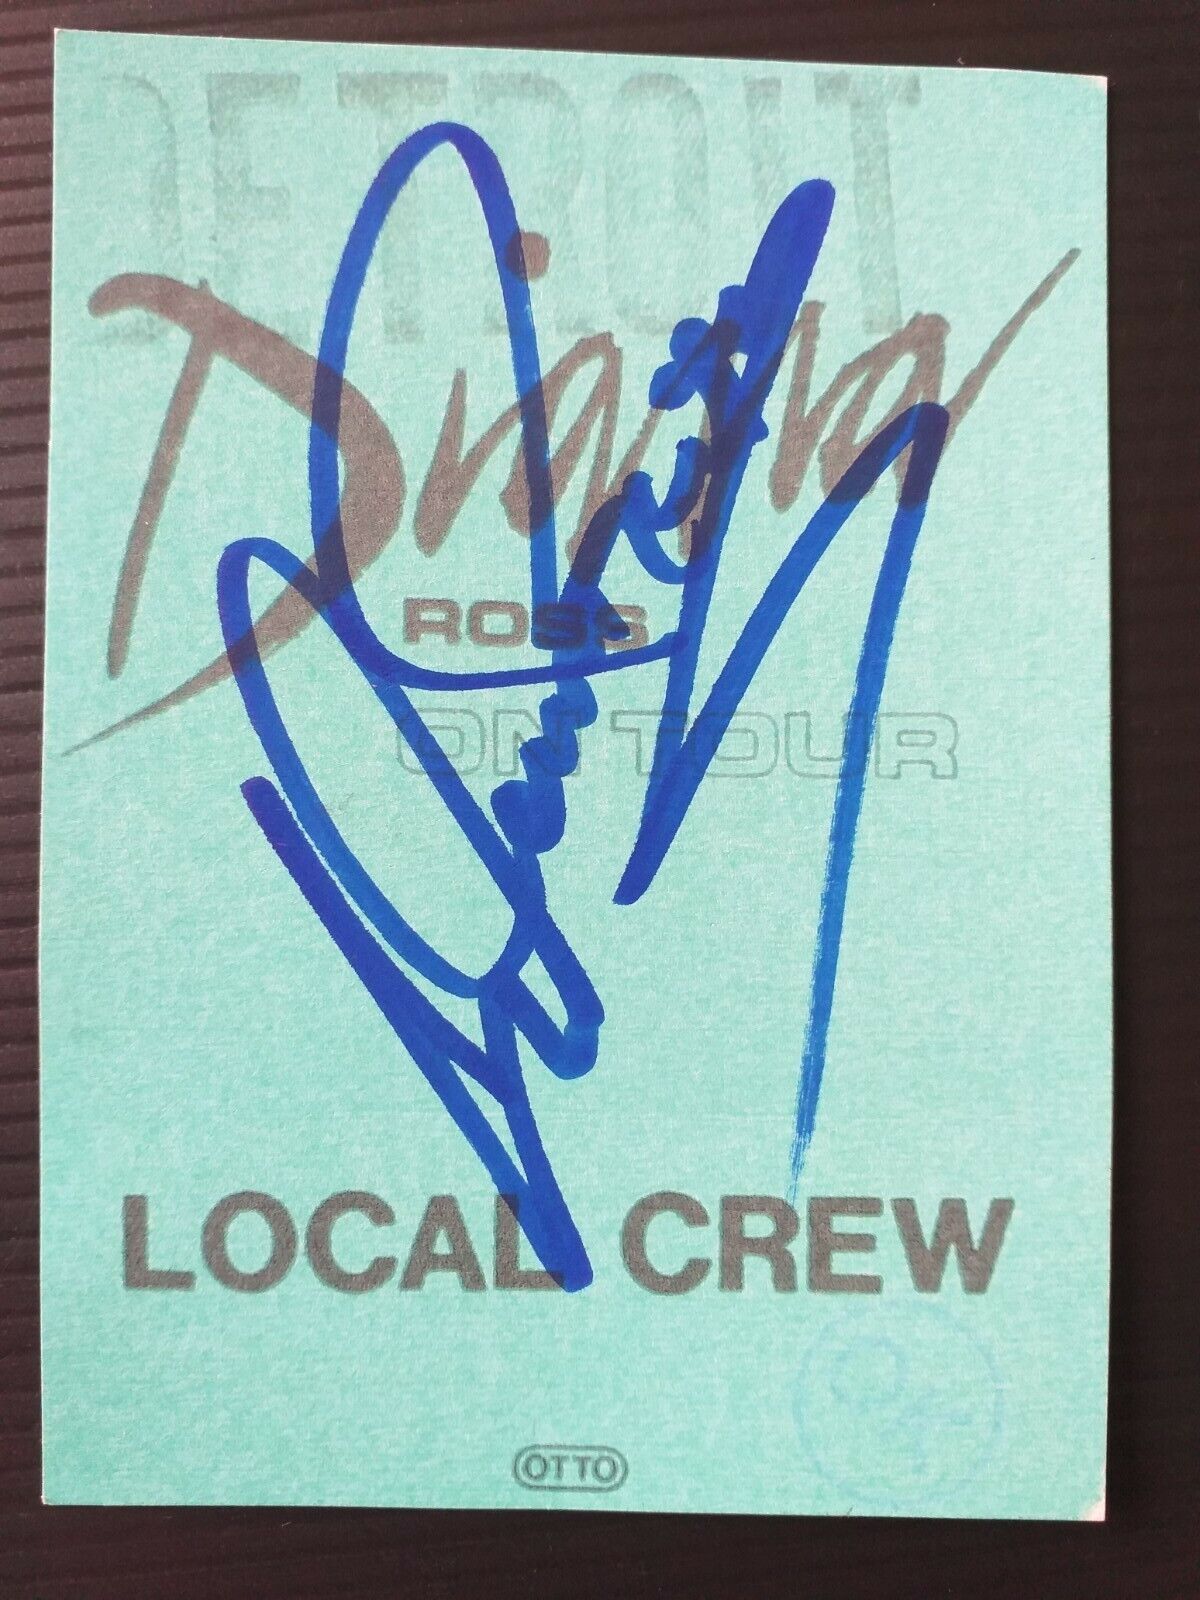 DETROIT
Diana
ROSS
ON TOUR
LOCAL CREW
OTTO